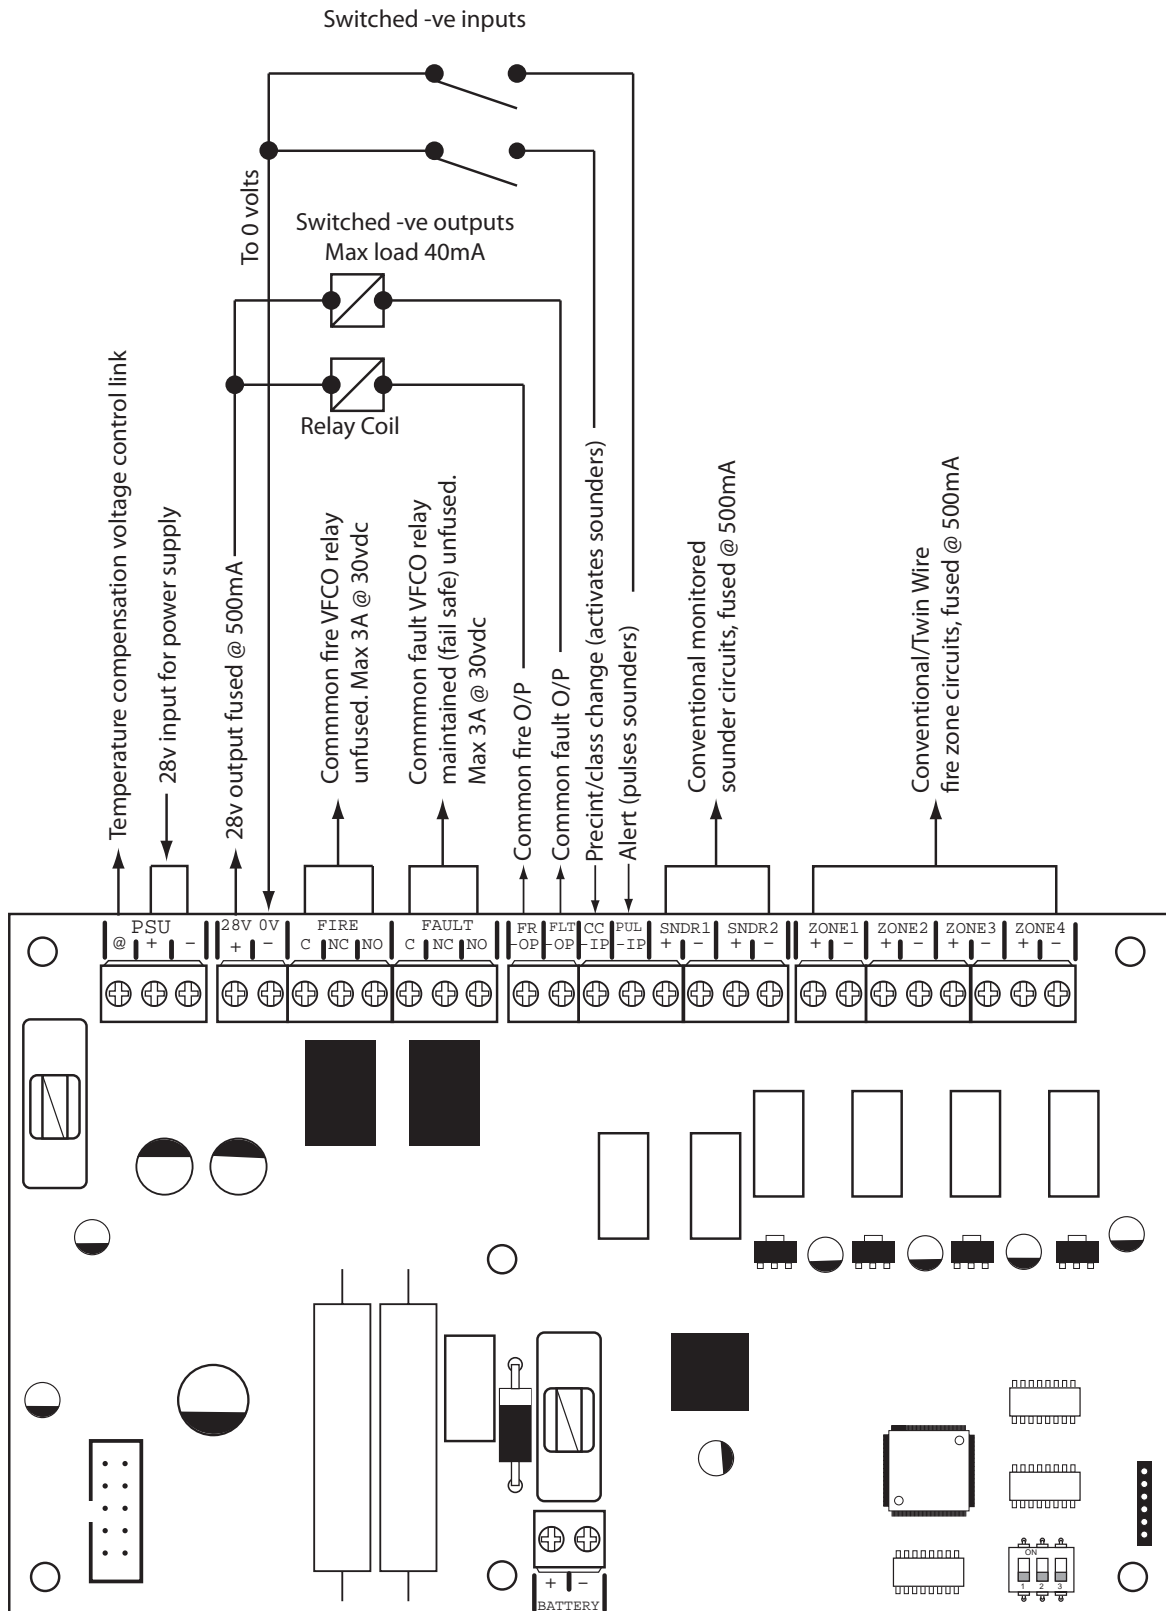 Switched -ve inputs
To 0 volts
Switched -ve outputs
Max load 40mA
Relay Coil
Temperature compensation voltage control link
28v input for power supply
28v output fused @ 500mA
Common fire VFCO relay
unfused. Max 3A @ 30vdc
Commmon fault VFCO relay
maintained (fail safe) unfused.
Max 3A @ 30vdc
Common fire O/P
Common fault O/P
Precint/class change (activates sounders)
Alert (pulses sounders)
Conventional monitored
sounder circuits, fused @ 500mA
Conventional/Twin Wire
fire zone circuits, fused @ 500mA
PSU 28V 0V FIRE FAULT FR FLT CC PUL SNDR1 SNDR2 ZONE1 ZONE2 ZONE3 ZONE4
@ + - + - C NC NO C NC NO -OP -OP -IP -IP + - + - + - + - + - + -
ON
1 2 3
+ -
BATTERY